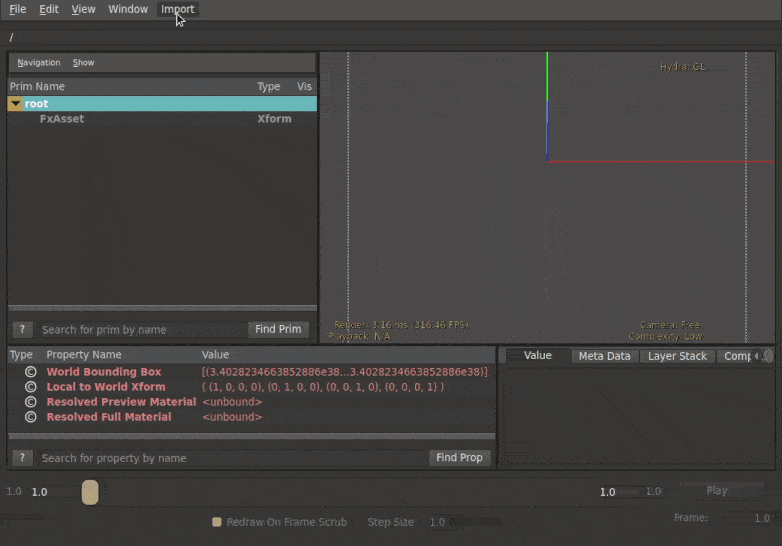 File Edit View Window Import
/
Navigation Show
Prim Name Type Vis
root
FxAsset Xform
? Search for prim by name Find Prim
Hydra: GL
Render: 3.16 ms (316.46 FPS)
Playback: N/A
Camera: Free
Complexity: Low
Type Property Name Value
© World Bounding Box [(3.4028234663852886e38...3.4028234663852886e38)]
© Local to World Xform ( (1, 0, 0, 0), (0, 1, 0, 0), (0, 0, 1, 0), (0, 0, 0, 1) )
© Resolved Preview Material <unbound>
© Resolved Full Material <unbound>
? Search for property by name Find Prop
Value Meta Data Layer Stack Comp
1.0 1.0 1.0 1.0 Play
Redraw On Frame Scrub Step Size 1.0 Frame: 1.0